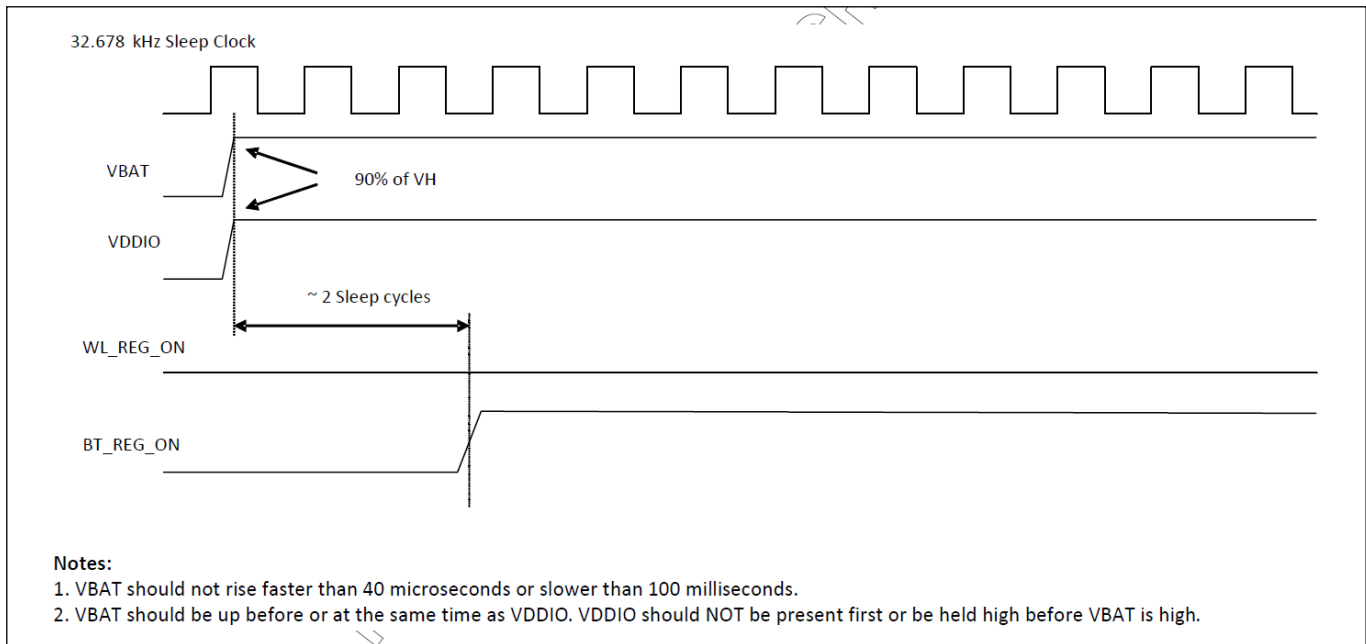 32.678 kHz Sleep Clock
VBAT
90% of VH
VDDIO
~ 2 Sleep cycles
WL_REG_ON
BT_REG_ON
Notes:
1. VBAT should not rise faster than 40 microseconds or slower than 100 milliseconds.
2. VBAT should be up before or at the same time as VDDIO. VDDIO should NOT be present first or be held high before VBAT is high.